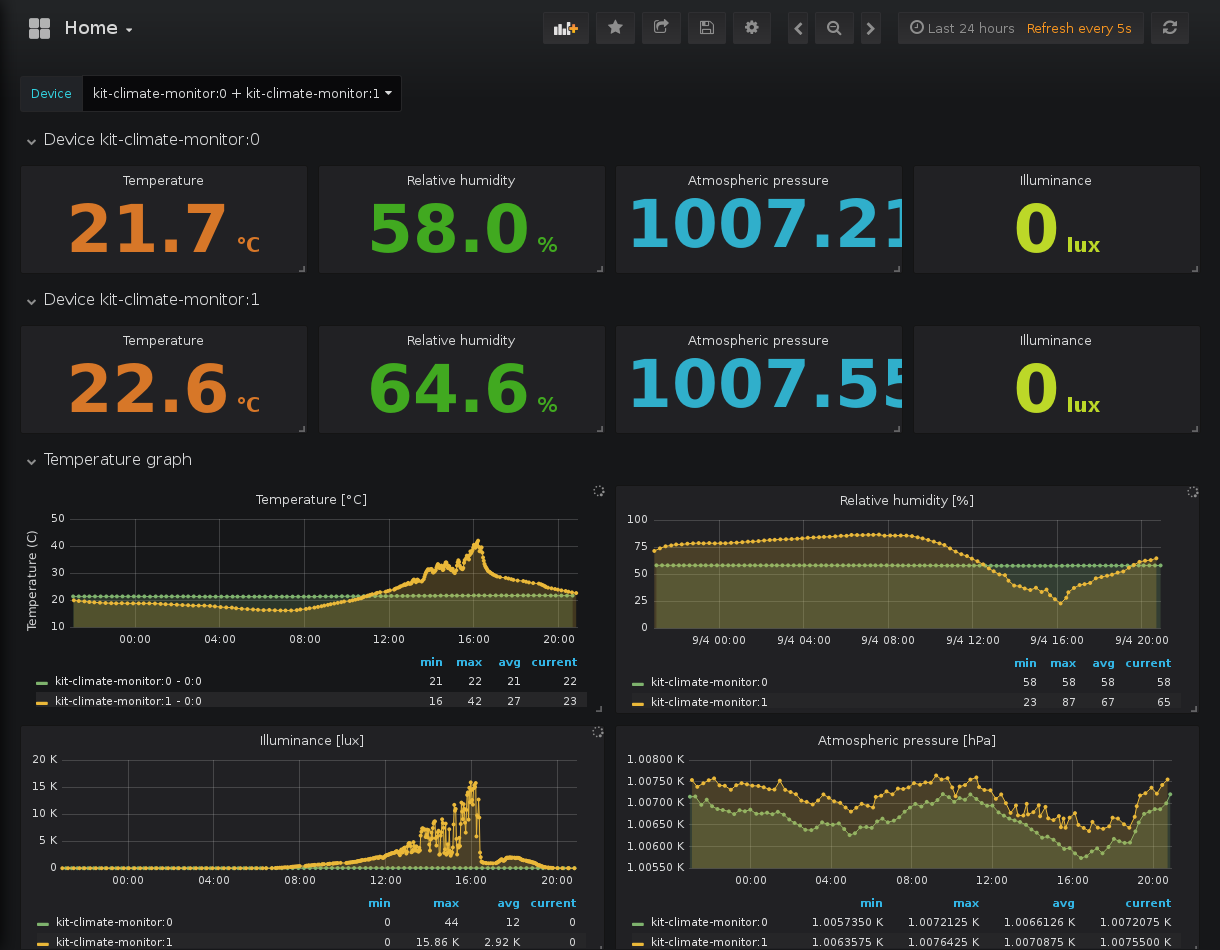 Home
Last 24 hours Refresh every 5s
Device kit-climate-monitor:0 + kit-climate-monitor:1
Device kit-climate-monitor:0
Temperature Relative humidity Atmospheric pressure Illuminance
21.7 °C 58.0 % 1007.21 0 lux
Device kit-climate-monitor:1
Temperature Relative humidity Atmospheric pressure Illuminance
22.6 °C 64.6 % 1007.55 0 lux
Temperature graph
Temperature [°C]
Temperature (C)
50
40
30
20
10
00:00 04:00 08:00 12:00 16:00 20:00
min max avg current
kit-climate-monitor:0 - 0:0 21 22 21 22
kit-climate-monitor:1 - 0:0 16 42 27 23
Relative humidity [%]
100
75
50
25
0
9/4 00:00 9/4 04:00 9/4 08:00 9/4 12:00 9/4 16:00 9/4 20:00
min max avg current
kit-climate-monitor:0 58 58 58 58
kit-climate-monitor:1 23 87 67 65
Illuminance [lux]
20 K
15 K
10 K
5 K
0
00:00 04:00 08:00 12:00 16:00 20:00
min max avg current
kit-climate-monitor:0 0 44 12 0
kit-climate-monitor:1 0 15.86 K 2.92 K 0
Atmospheric pressure [hPa]
1.00800 K
1.00750 K
1.00700 K
1.00650 K
1.00600 K
1.00550 K
00:00 04:00 08:00 12:00 16:00 20:00
min max avg current
kit-climate-monitor:0 1.0057350 K 1.0072125 K 1.0066126 K 1.0072075 K
kit-climate-monitor:1 1.0063575 K 1.0076425 K 1.0070875 K 1.0075500 K